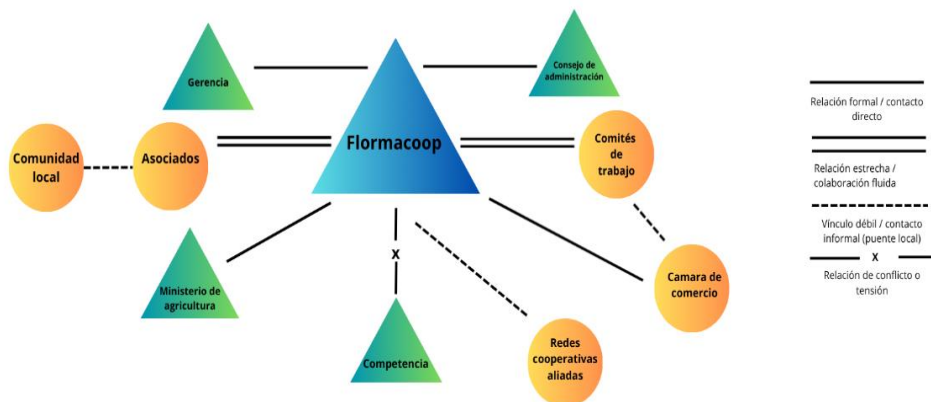 Gerencia
Consejo de
administración
Flormacoop
Comunidad
local
Asociados
Comités
de
trabajo
Ministerio de
agricultura
X
Competencia
Redes
cooperativas
aliadas
Camara de
comercio
Relación formal / contacto
directo
Relación estrecha /
colaboración fluida
Vínculo débil / contacto
informal (puente local)
X
Relación de conflicto o
tensión